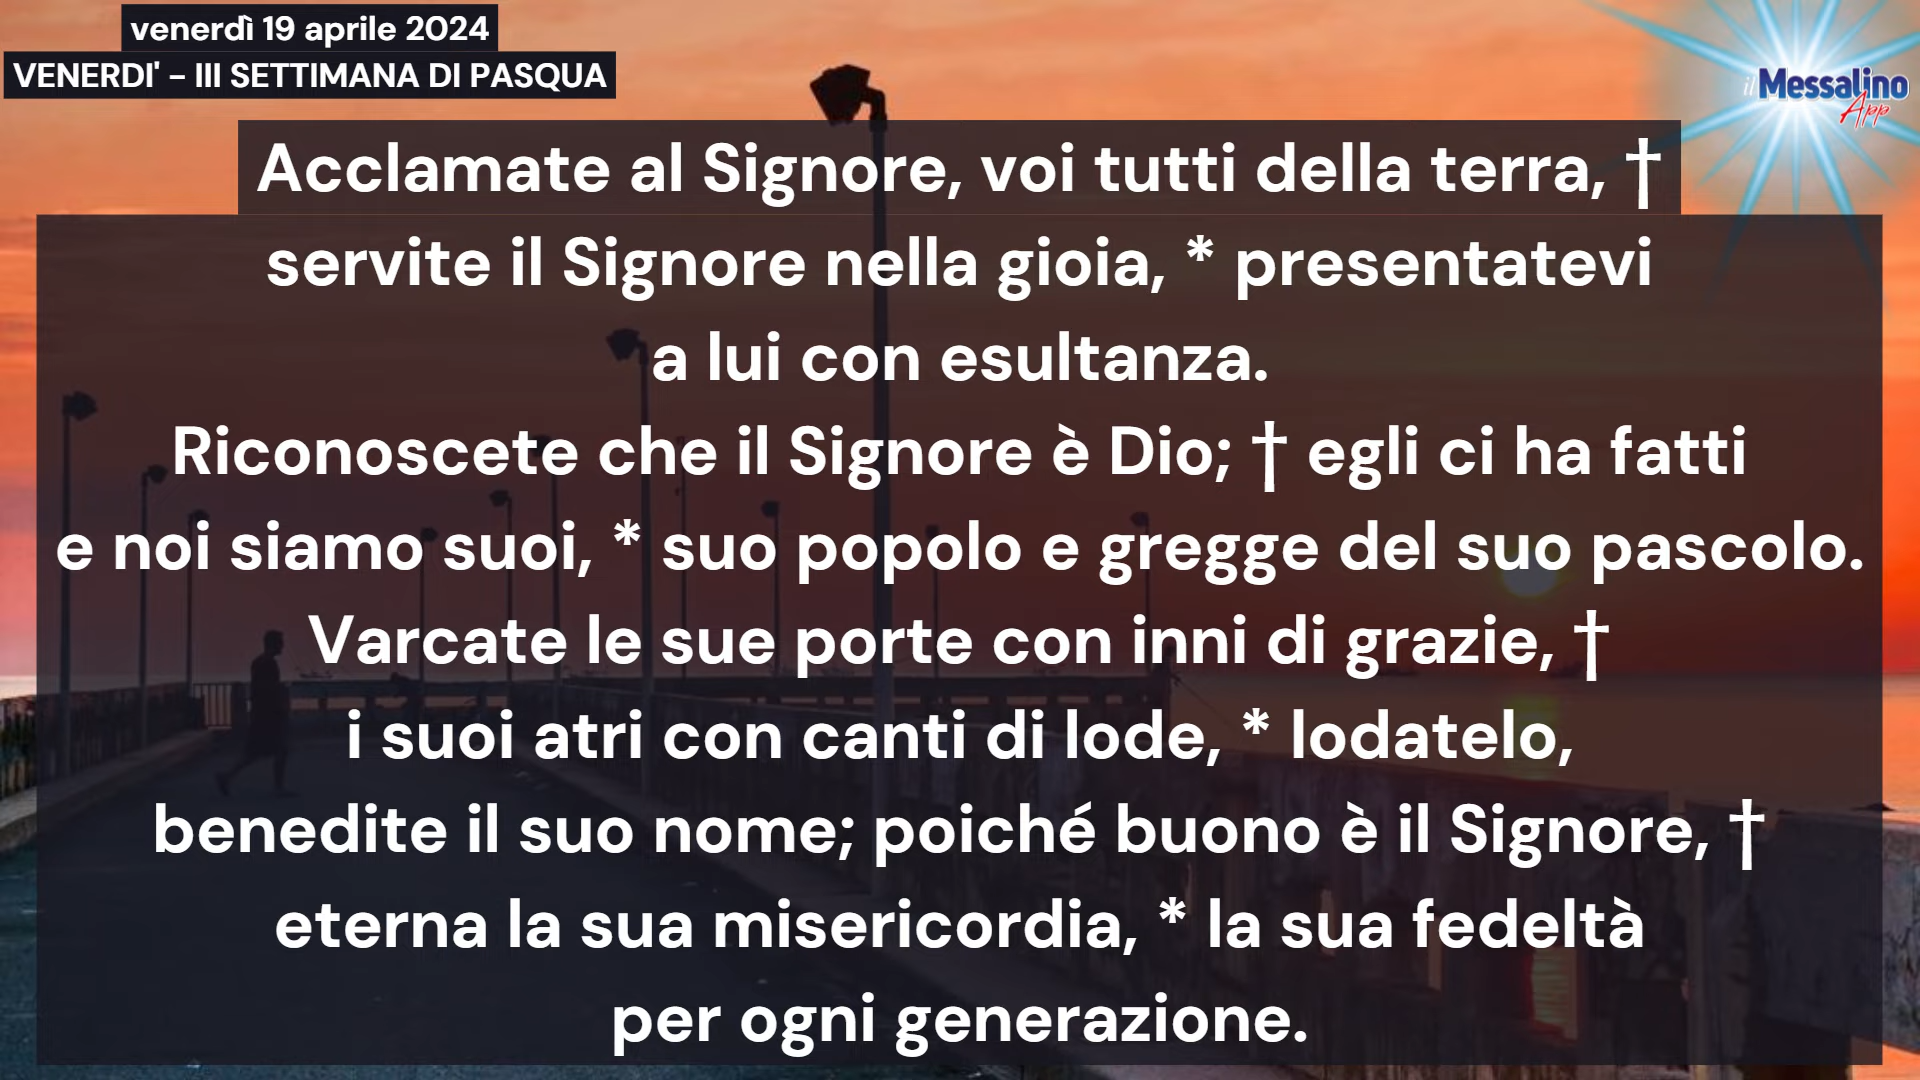 venerdì 19 aprile 2024
VENERDI' - III SETTIMANA DI PASQUA
il Messalino
App
Acclamate al Signore, voi tutti della terra, †
servite il Signore nella gioia, * presentatevi
a lui con esultanza.
Riconoscete che il Signore è Dio; † egli ci ha fatti
e noi siamo suoi, * suo popolo e gregge del suo pascolo.
Varcate le sue porte con inni di grazie, †
i suoi atri con canti di lode, * lodatelo,
benedite il suo nome; poiché buono è il Signore, †
eterna la sua misericordia, * la sua fedeltà
per ogni generazione.